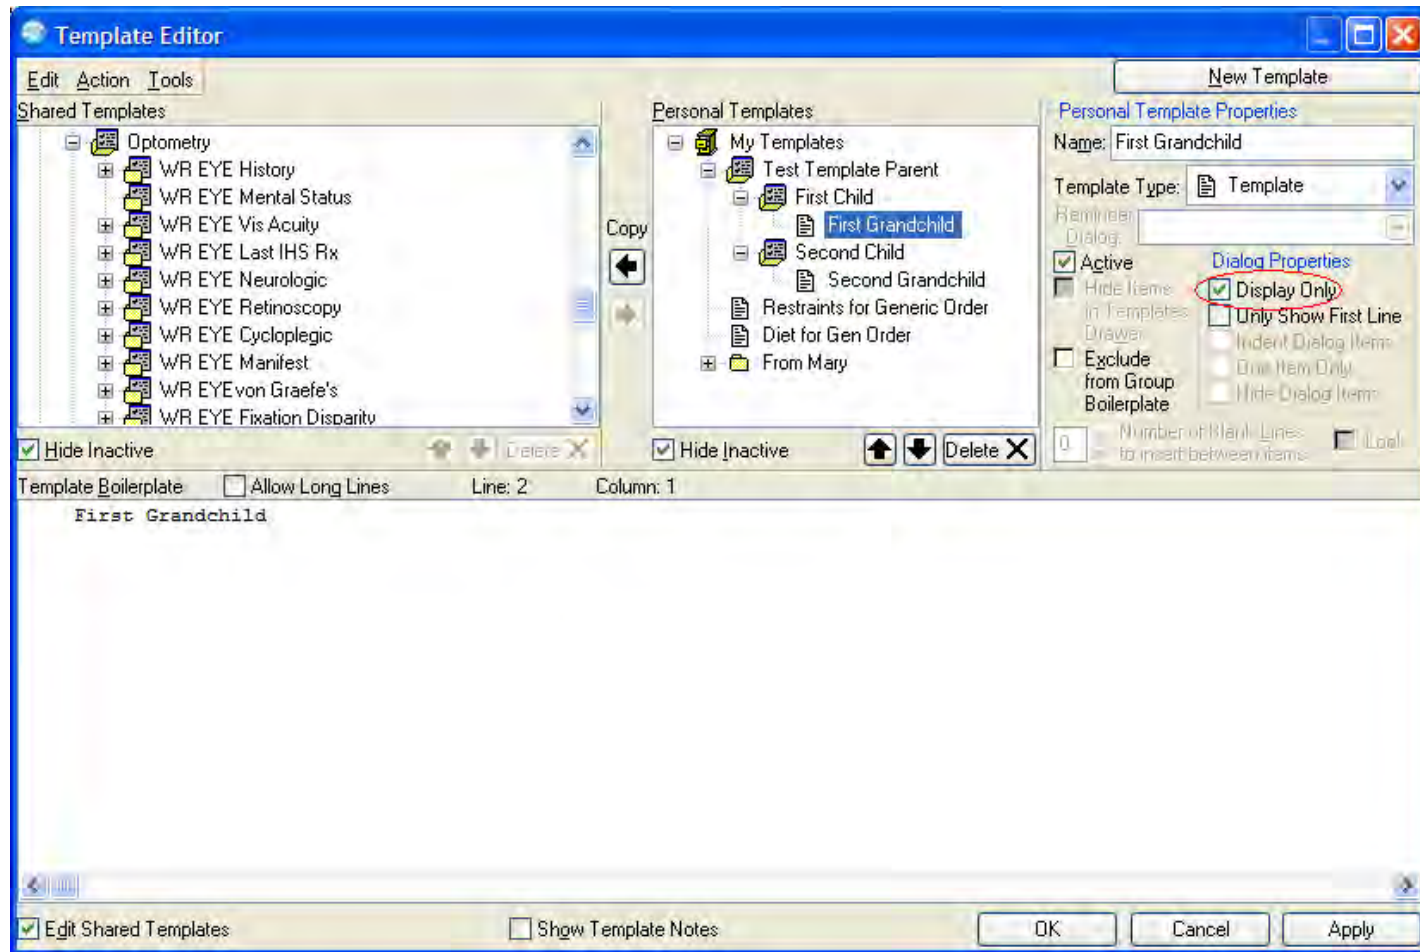 Template Editor
Edit Action Tools
New Template
Shared Templates
Optometry
WR EYE History
WR EYE Mental Status
WR EYE Vis Acuity
WR EYE Last IHS Rx
WR EYE Neurologic
WR EYE Retinoscopy
WR EYE Cycloplegic
WR EYE Manifest
WR EYEvon Graefe's
WR EYE Fixation Disparity
Hide Inactive
Delete
Copy
Personal Templates
My Templates
Test Template Parent
First Child
First Grandchild
Second Child
Second Grandchild
Restraints for Generic Order
Diet for Gen Order
From Mary
Hide Inactive
Delete
Personal Template Properties
Name: First Grandchild
Template Type: Template
Reminder
Dialog:
Active
Hide Items
in Templates
Drawer
Exclude
from Group
Boilerplate
Dialog Properties
Display Only
Only Show First Line
Indent Dialog Items
One Item Only
Hide Dialog Items
0 Number of Blank Lines
to insert between items
Lock
Template Boilerplate Allow Long Lines Line: 2 Column: 1
First Grandchild
Edit Shared Templates
Show Template Notes
OK Cancel Apply